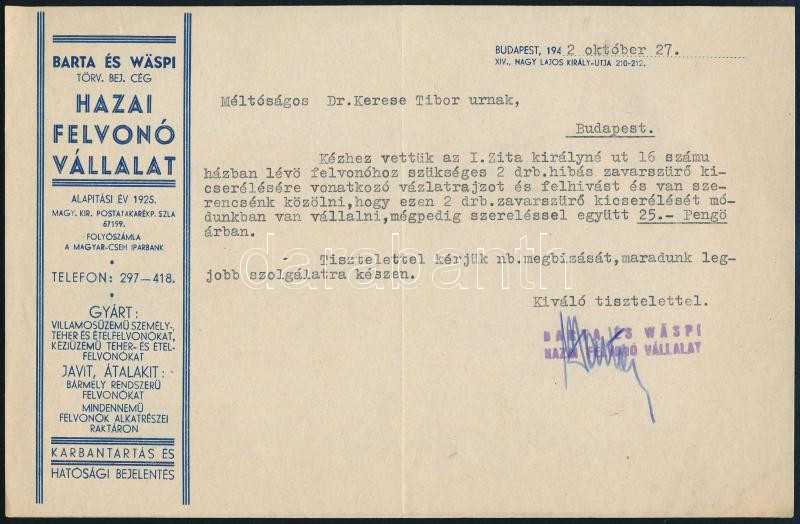 BARTA ÉS WÄSPI
TÖRV. BEJ. CÉG
HAZAI
FELVONÓ
VÁLLALAT
ALAPITÁSI ÉV 1925.
MAGY. KIR. POSTATAKARÉKP. SZLA
67199.
FOLYÓSZÁMLA
A MAGYAR-CSEH IPARBANK
TELEFON: 297—418.
GYÁRT:
VILLAMOSÜZEMŰ SZEMÉLY-,
TEHER ÉS ÉTELFELVONÓKAT,
KÉZIÜZEMŰ TEHER- ÉS ÉTEL-
FELVONÓKAT
JAVIT, ÁTALAKIT:
BÁRMELY RENDSZERŰ
FELVONÓKAT
MINDENNEMŰ
FELVONÓK ALKATRÉSZEI
RAKTÁRON
KARBANTARTÁS ÉS
HATÓSÁGI BEJELENTÉS
BUDAPEST, 194 2 október 27.
XIV., NAGY LAJOS KIRÁLY-UTJA 210-212.
Méltóságos Dr.Kerese Tibor urnak,
Budapest.
Kézhez vettük az I.Zita királyné ut 16 számu
házban lévö felvonóhoz szükséges 2 drb.hibás zavarszürő ki-
cserélésére vonatkozó vázlatrajzot és felhivást és van sze-
rencsénk közölni,hogy ezen 2 drb.zavarszürő kicserélését mó-
dunkban van vállalni,mégpedig szereléssel együtt 25.- Pengö
árban.
Tisztelettel kérjük nb.megbizását,maradunk leg-
jobb szolgálatra készen.
Kiváló tisztelettel.
BARTA ÉS WÄSPI
HAZAI FELVONÓ VÁLLALAT
darabanth